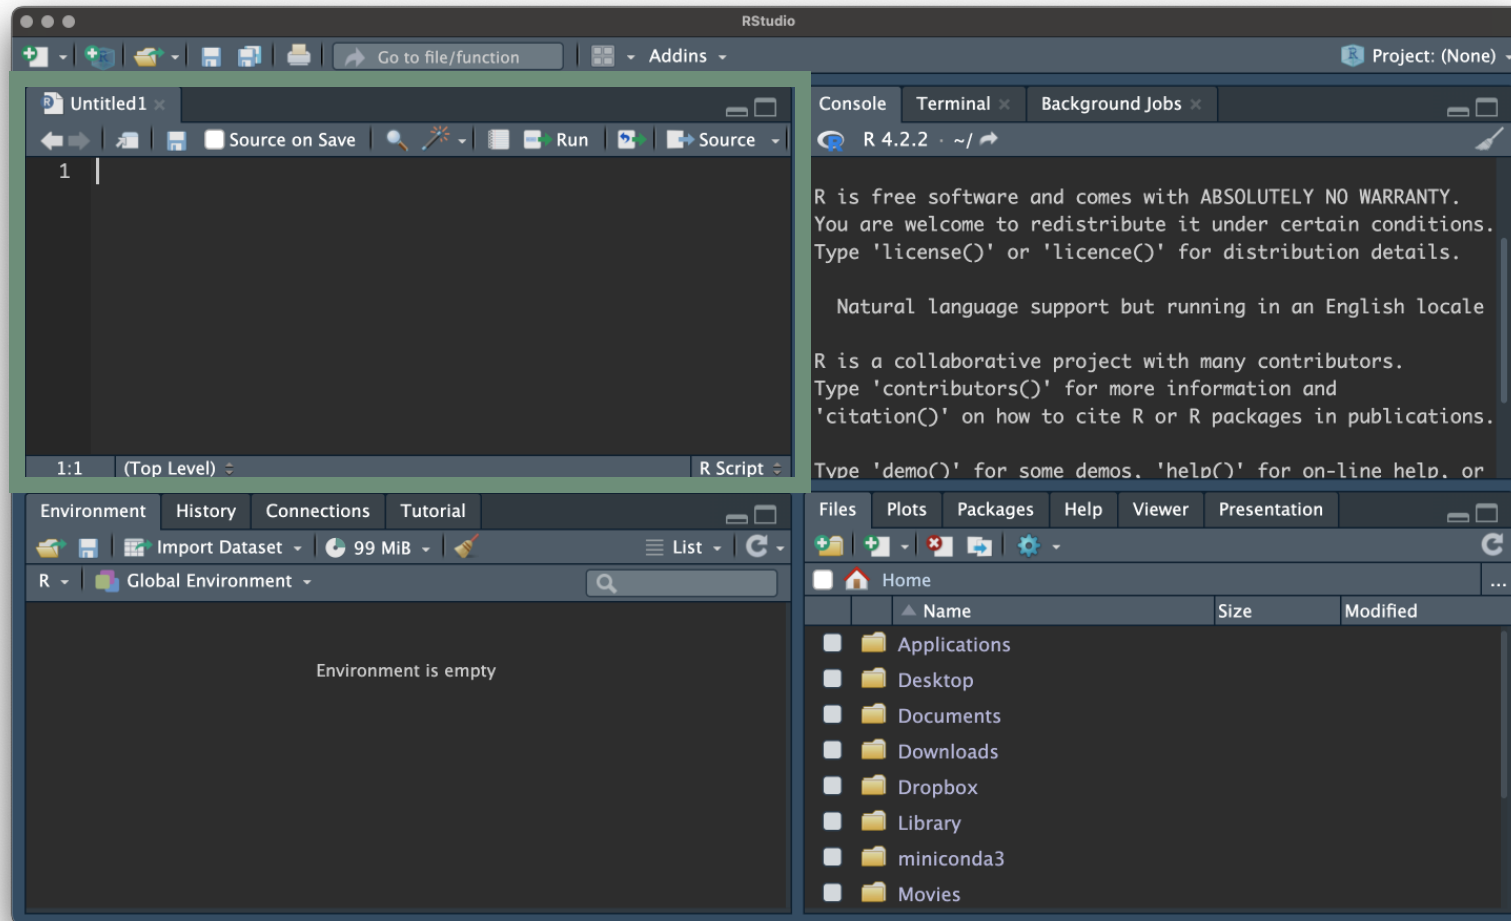 RStudio
Go to file/function
Addins
Project: (None)
Untitled1
Source on Save
Run
Source
1
1:1
(Top Level)
R Script
Console
Terminal
Background Jobs
R 4.2.2 · ~/
R is free software and comes with ABSOLUTELY NO WARRANTY.
You are welcome to redistribute it under certain conditions.
Type 'license()' or 'licence()' for distribution details.
Natural language support but running in an English locale
R is a collaborative project with many contributors.
Type 'contributors()' for more information and
'citation()' on how to cite R or R packages in publications.
Type 'demo()' for some demos, 'help()' for on-line help, or
Environment
History
Connections
Tutorial
Import Dataset
99 MiB
List
R
Global Environment
Environment is empty
Files
Plots
Packages
Help
Viewer
Presentation
Home
...
Name
Size
Modified
Applications
Desktop
Documents
Downloads
Dropbox
Library
miniconda3
Movies